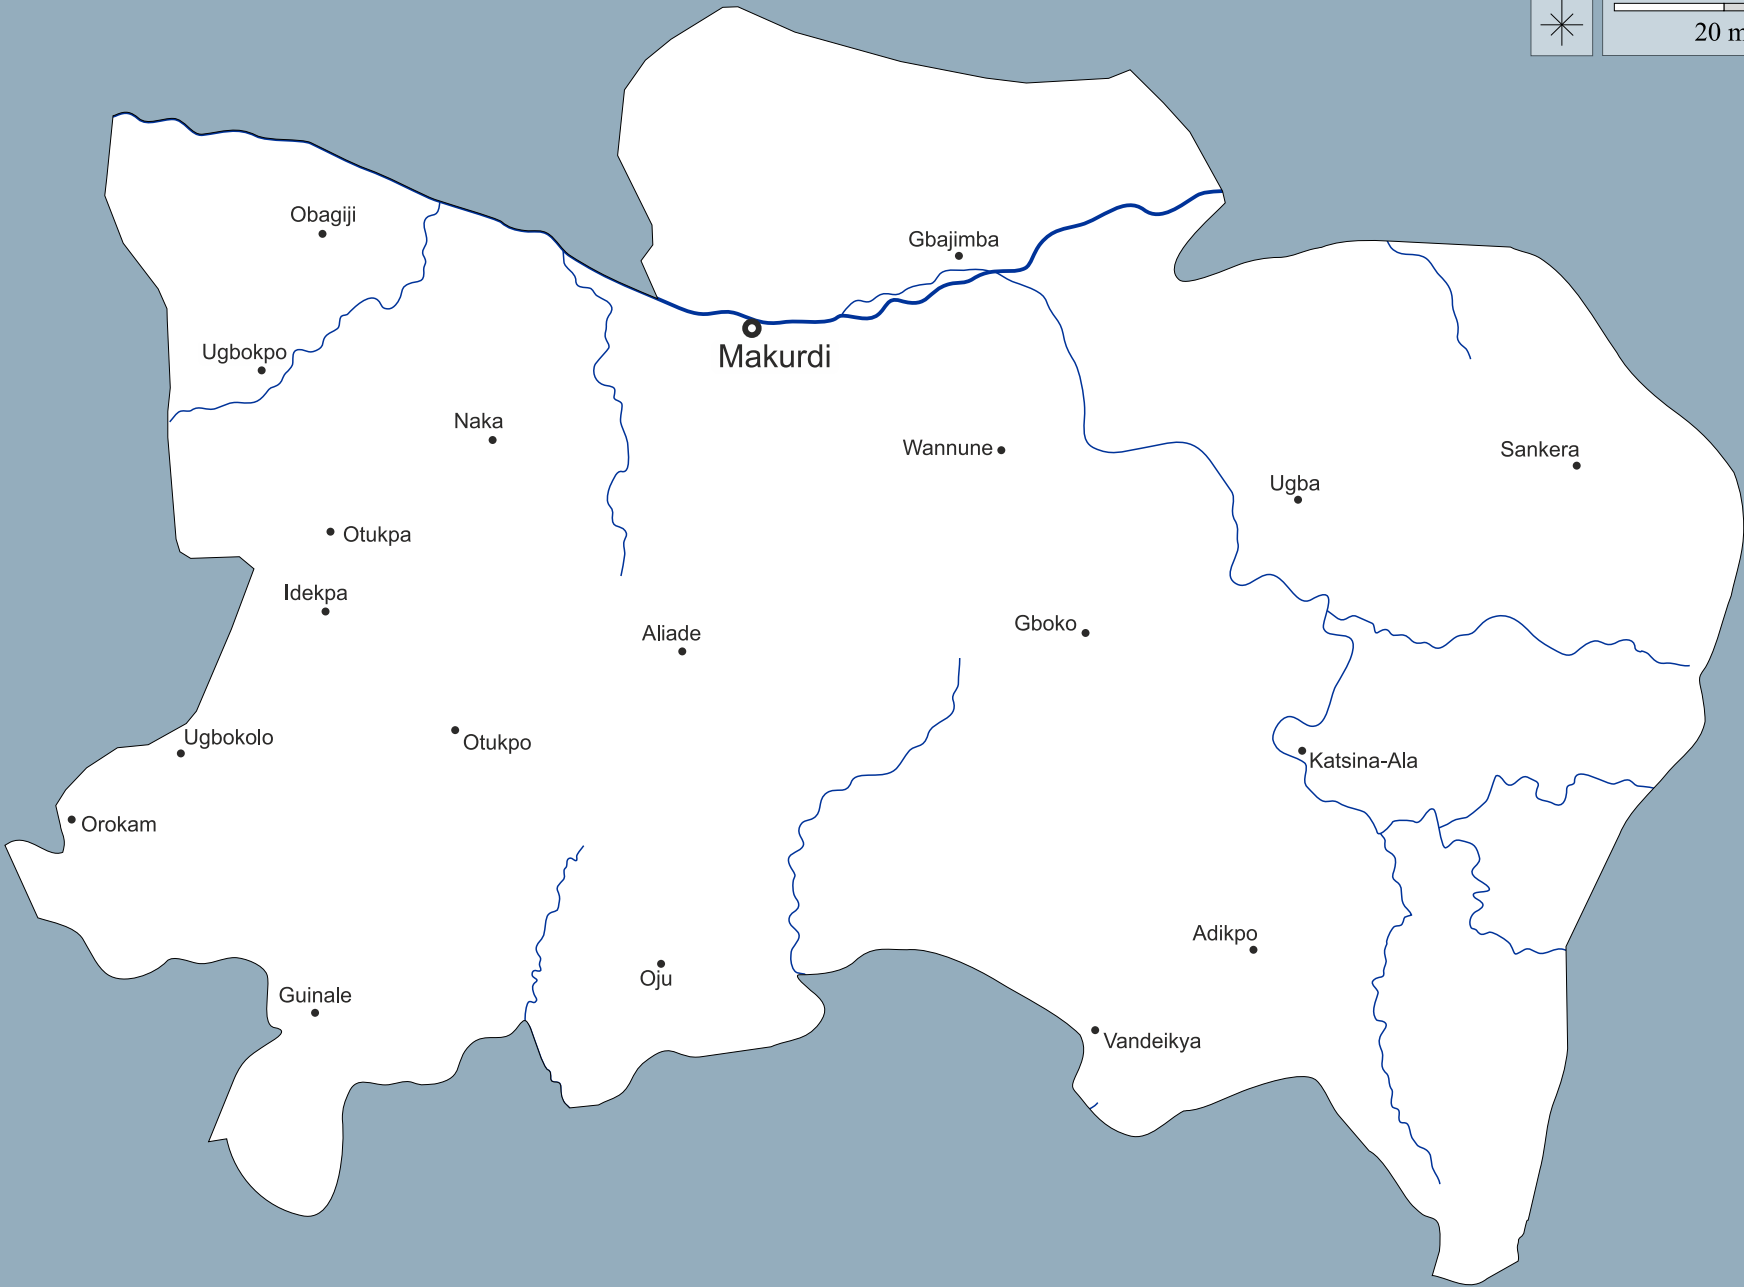 20 m
Obagiji
Gbajimba
Ugbokpo
Makurdi
Naka
Wannune
Sankera
Ugba
Otukpa
Idekpa
Aliade
Gboko
Ugbokolo
Otukpo
Katsina-Ala
Orokam
Adikpo
Oju
Guinale
Vandeikya